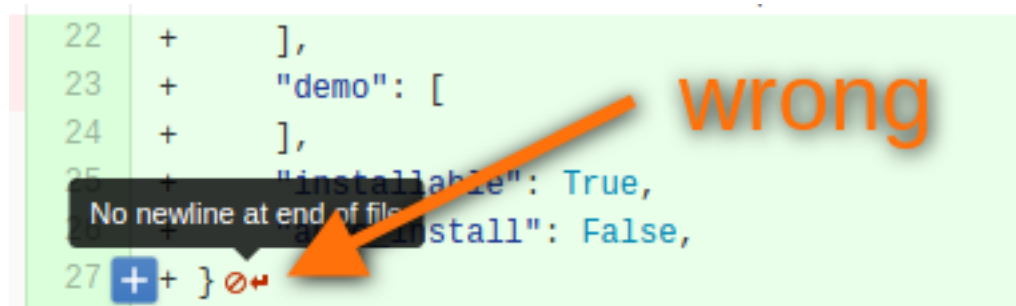 22 + ],
23 + "demo": [
wrong
24 + ],
25 + "installable": True,
No newline at end of file
26 "auto_install": False,
27 + + }